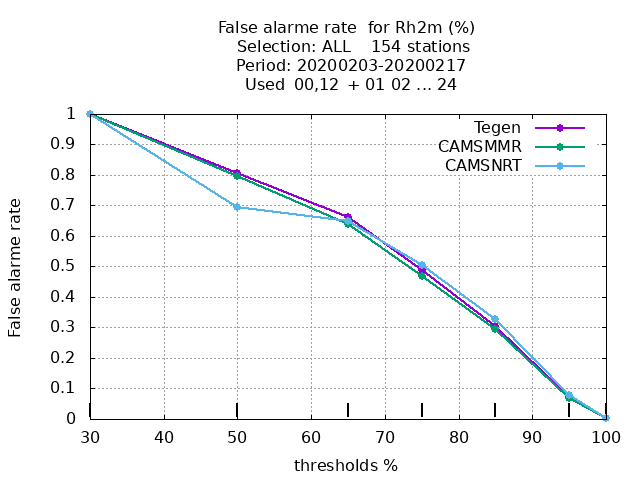 False alarme rate for Rh2m (%)
Selection: ALL 154 stations
Period: 20200203-20200217
Used 00,12 + 01 02 ... 24
Tegen
CAMSMMR
CAMSNRT
False alarme rate
1
0.9
0.8
0.7
0.6
0.5
0.4
0.3
0.2
0.1
0
30 40 50 60 70 80 90 100
thresholds %